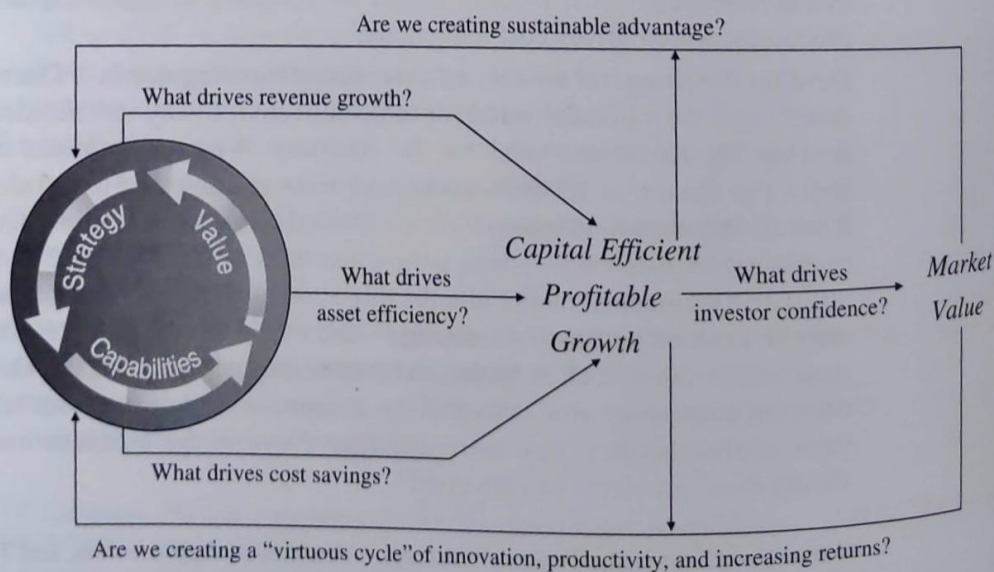 Are we creating sustainable advantage?
What drives revenue growth?
Strategy
Value
Capabilities
What drives
asset efficiency?
Capital Efficient
Profitable
Growth
What drives
investor confidence?
Market
Value
What drives cost savings?
Are we creating a “virtuous cycle”of innovation, productivity, and increasing returns?